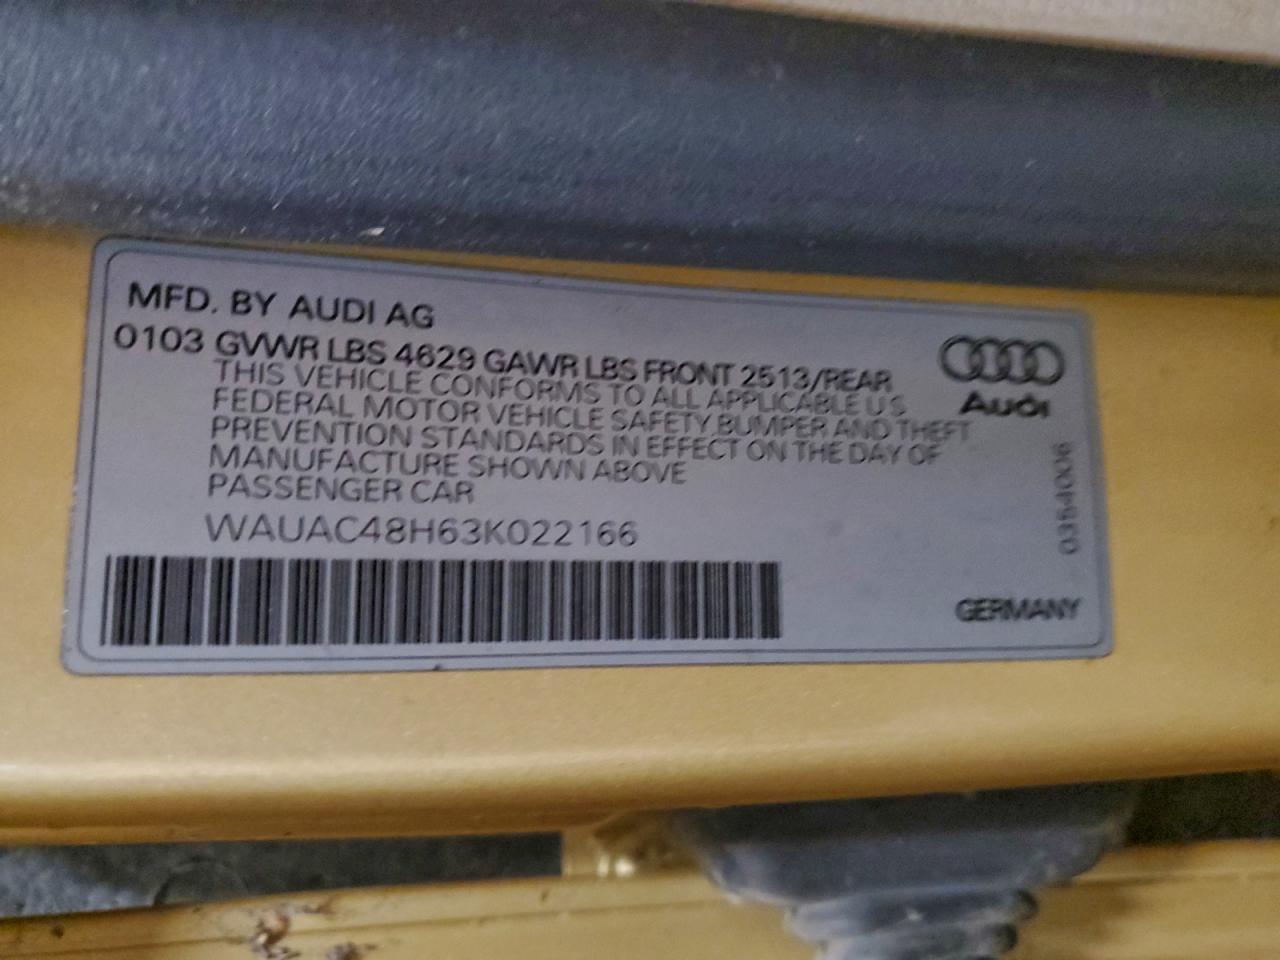 MFD. BY AUDI AG
0103 GVWR LBS 4629 GAWR LBS FRONT 2513/REAR
THIS VEHICLE CONFORMS TO ALL APPLICABLE U S
FEDERAL MOTOR VEHICLE SAFETY BUMPER AND THEFT
PREVENTION STANDARDS IN EFFECT ON THE DAY OF
MANUFACTURE SHOWN ABOVE
PASSENGER CAR
WAUAC48H63K022166
Audi
0354006
GERMANY